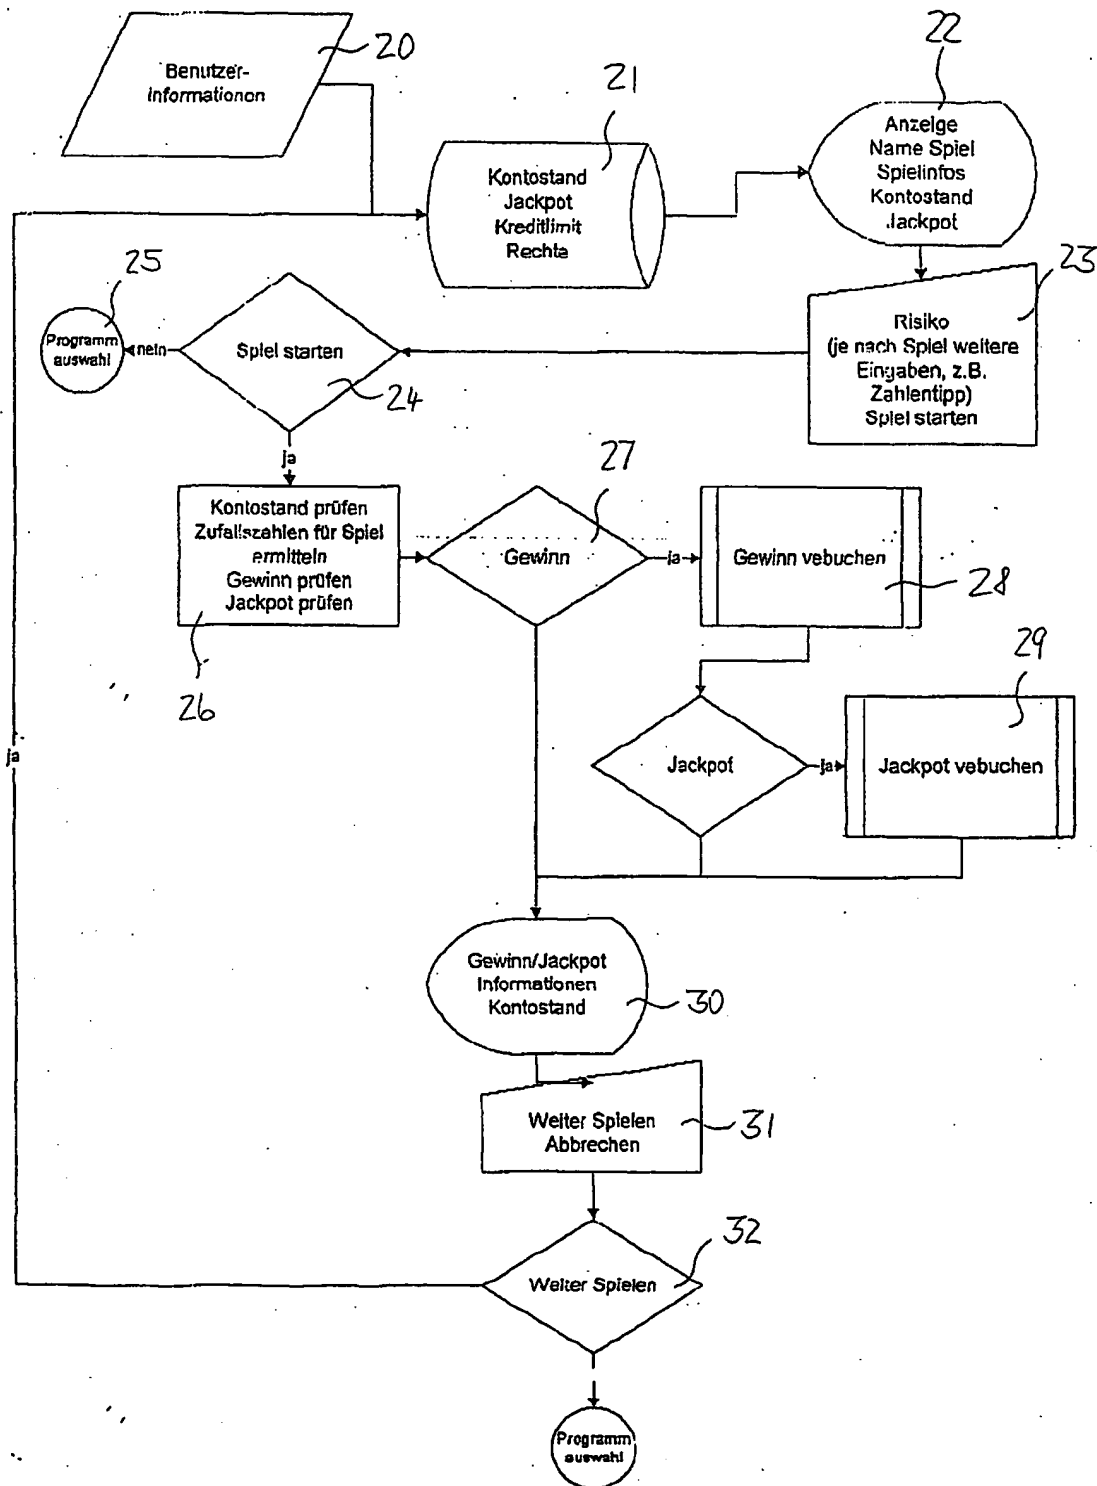 20
Benutzer-
informationen
21
22
Kontostand
Jackpot
Kreditlimit
Rechte
Anzeige
Name Spiel
Spielinfos
Kontostand
Jackpot
23
Risiko
(je nach Spiel weitere
Eingaben, z.B.
Zahlentipp)
Spiel starten
25
Programm
auswahl
nein
Spiel starten
24
ja
Kontostand prüfen
Zufallszahlen für Spiel
ermitteln
Gewinn prüfen
Jackpot prüfen
26
27
Gewinn
ja
Gewinn vebuchen
28
29
Jackpot
ja
Jackpot vebuchen
ja
Gewinn/Jackpot
Informationen
Kontostand
30
Weiter Spielen
Abbrechen
31
32
Weiter Spielen
Programm
auswahl